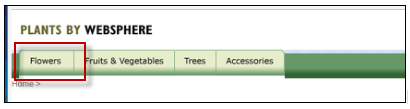 PLANTS BY WEBSPHERE
Flowers Fruits & Vegetables Trees Accessories
Home >